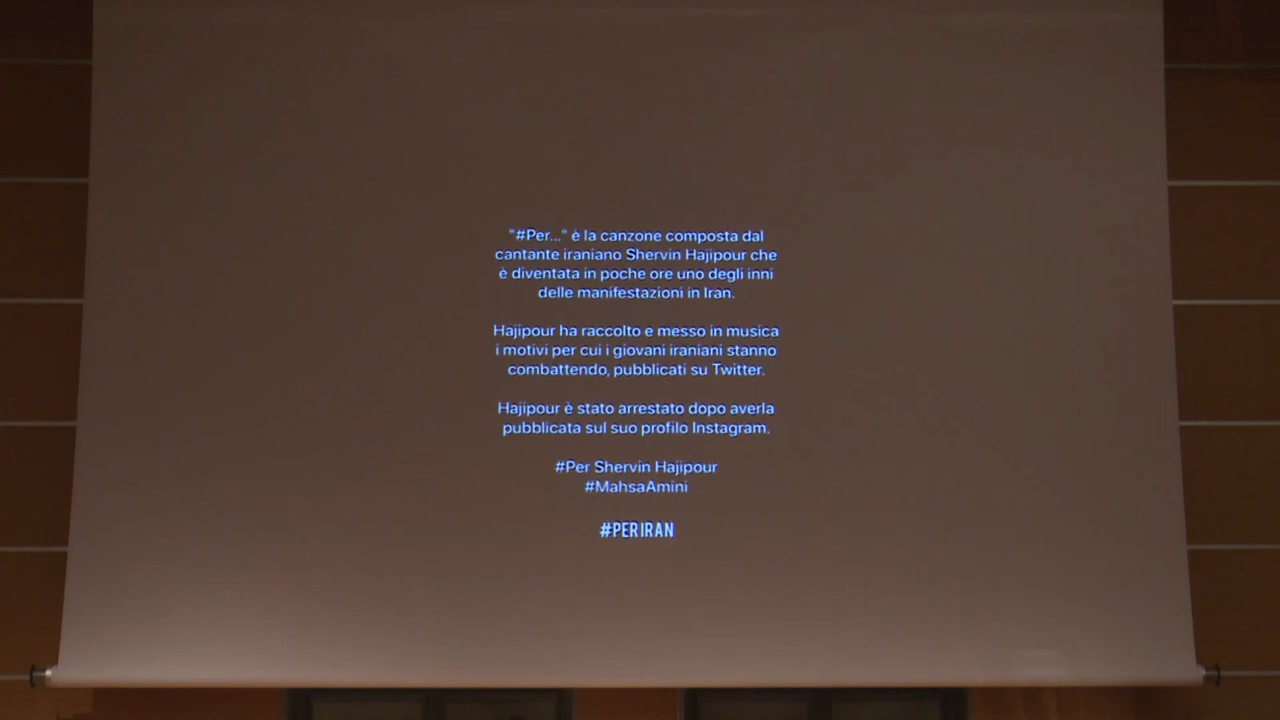 "#Per..." è la canzone composta dal
cantante iraniano Shervin Hajipour che
è diventata in poche ore uno degli inni
delle manifestazioni in Iran.
Hajipour ha raccolto e messo in musica
i motivi per cui i giovani iraniani stanno
combattendo, pubblicati su Twitter.
Hajipour è stato arrestato dopo averla
pubblicata sul suo profilo Instagram.
#Per Shervin Hajipour
#MahsaAmini
#PERIRAN